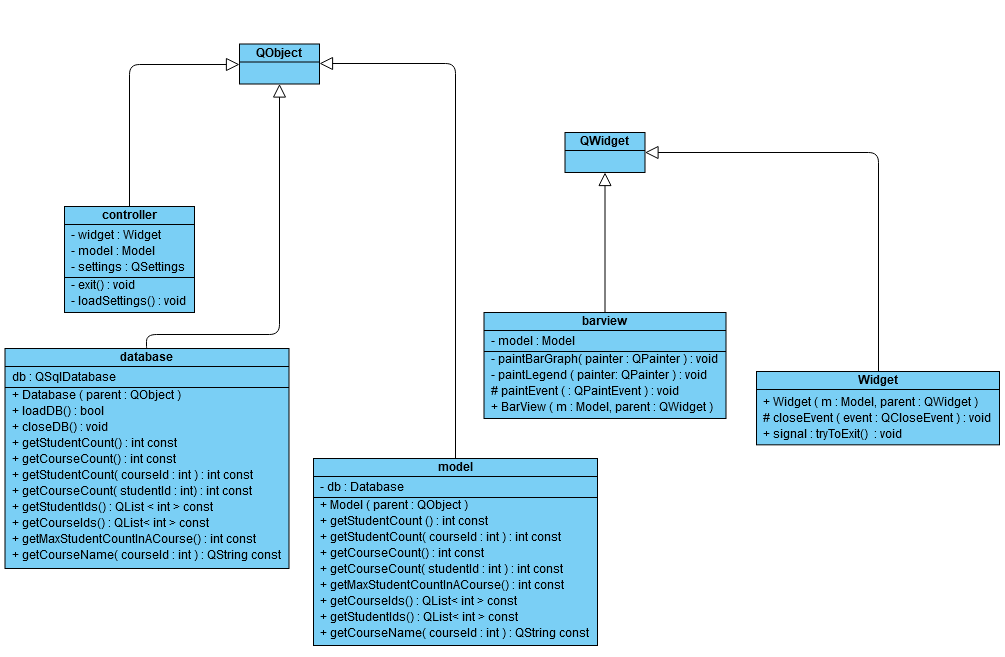 QObject
QWidget
controller
- widget : Widget
- model : Model
- settings : QSettings
- exit() : void
- loadSettings() : void
database
db : QSqlDatabase
+ Database ( parent : QObject )
+ loadDB() : bool
+ closeDB() : void
+ getStudentCount() : int const
+ getCourseCount() : int const
+ getStudentCount( courseId : int ) : int const
+ getCourseCount( studentId : int) : int const
+ getStudentIds() : QList < int > const
+ getCourseIds() : QList< int > const
+ getMaxStudentCountInACourse() : int const
+ getCourseName( courseId : int ) : QString const
model
- db : Database
+ Model ( parent : QObject )
+ getStudentCount () : int const
+ getStudentCount( courseId : int ) : int const
+ getCourseCount() : int const
+ getCourseCount( studentId : int ) : int const
+ getMaxStudentCountInACourse() : int const
+ getCourseIds() : QList< int > const
+ getStudentIds() : QList< int > const
+ getCourseName( courseId : int ) : QString const
barview
- model : Model
- paintBarGraph( painter : QPainter ) : void
- paintLegend ( painter: QPainter ) : void
# paintEvent ( : QPaintEvent ) : void
+ BarView ( m : Model, parent : QWidget )
Widget
+ Widget ( m : Model, parent : QWidget )
# closeEvent ( event : QCloseEvent ) : void
+ signal : tryToExit() : void